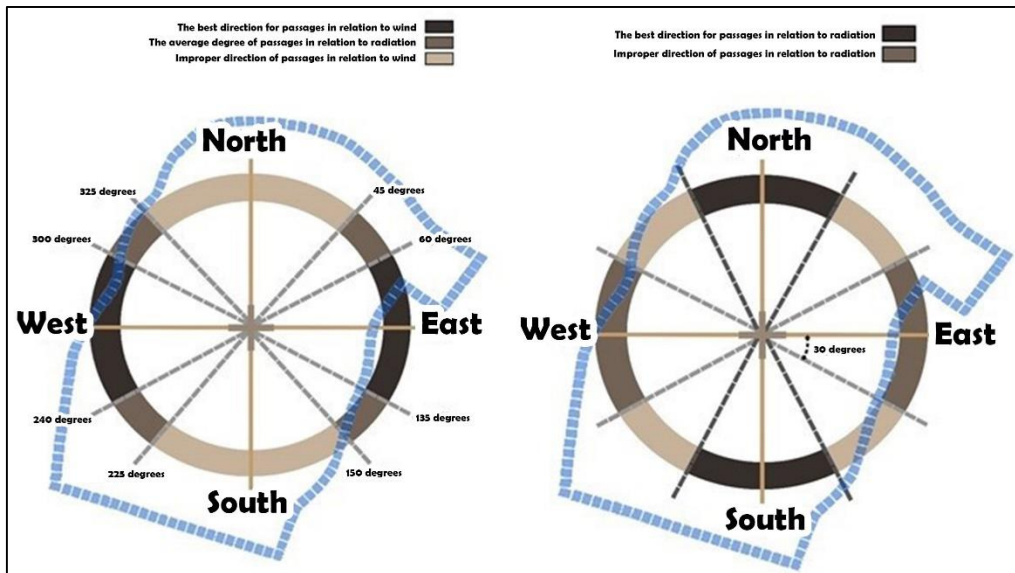 The best direction for passages in relation to wind
The average degree of passages in relation to radiation
Improper direction of passages in relation to wind
North
325 degrees
45 degrees
300 degrees
60 degrees
West
East
240 degrees
135 degrees
225 degrees
150 degrees
South
The best direction for passages in relation to radiation
Improper direction of passages in relation to radiation
North
West
East
30 degrees
South